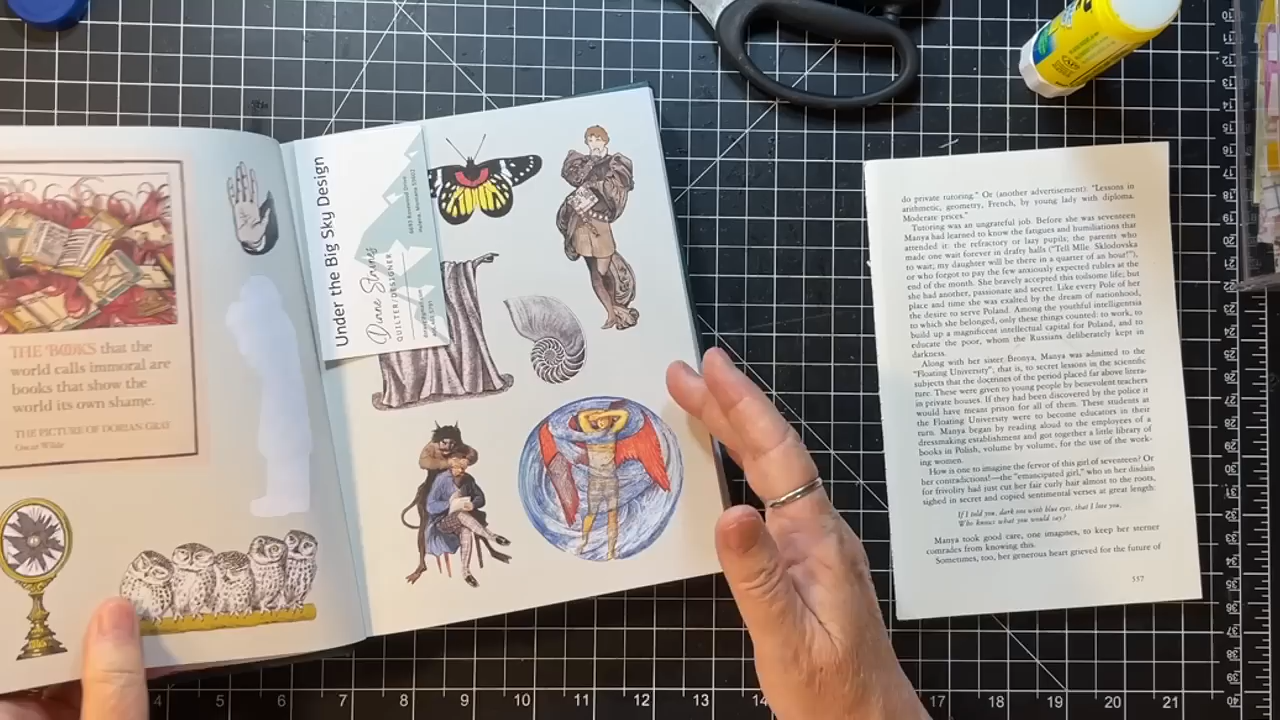 THE BOOKS that the
world calls immoral are
books that show the
world its own shame.
THE PICTURE OF DORIAN GRAY
Oscar Wilde
Under the Big Sky Design
QUILTER/DESIGNER
do private tutoring." Or (another advertisement): "Lessons in
arithmetic, geometry, French, by young lady with diploma.
Moderate prices."
Tutoring was an ungrateful job. Before she was seventeen
Manya had learned to know the fatigues and humiliations that
attended it: the refractory or lazy pupils; the parents who
made one wait forever in drafty halls ("Tell Mlle. Sklodovska
to wait; my daughter will be there in a quarter of an hour!"),
or who forgot to pay the few anxiously expected rubles at the
end of the month. She bravely accepted this toilsome life; but
she had another, passionate and secret. Like every Pole of her
place and time she was exalted by the dream of nationhood,
the desire to serve Poland. Among the youthful intelligentsia
to which she belonged, only these things counted: to work, to
build up a magnificent intellectual capital for Poland, and to
educate the poor, whom the Russians deliberately kept in
darkness.
Along with her sister Bronya, Manya was admitted to the
"Floating University"; that is, to secret lessons in the scientific
subjects that the doctrines of the period placed far above litera-
ture. These were given to young people by benevolent teachers
in private houses. If they had been discovered by the police it
would have meant prison for all of them. These students at
the Floating University were to become educators in their
turn. Manya began by reading aloud to the employees of a
dressmaking establishment and got together a little library of
books in Polish, volume by volume, for the use of the work-
ing women.
How is one to imagine the fervor of this girl of seventeen? Or
her contradictions!—the "emancipated girl," who in her disdain
for frivolity had just cut her fair curly hair almost to the roots,
sighed in secret and copied sentimental verses at great length:
If I told you, dark one with blue eyes, that I love you,
Who knows what you would say?
Manya took good care, one imagines, to keep her sterner
comrades from knowing this.
Sometimes, too, her generous heart grieved for the future of
557
4 5 6 7 8 9 10 11 12 13 17 18 19 20 21